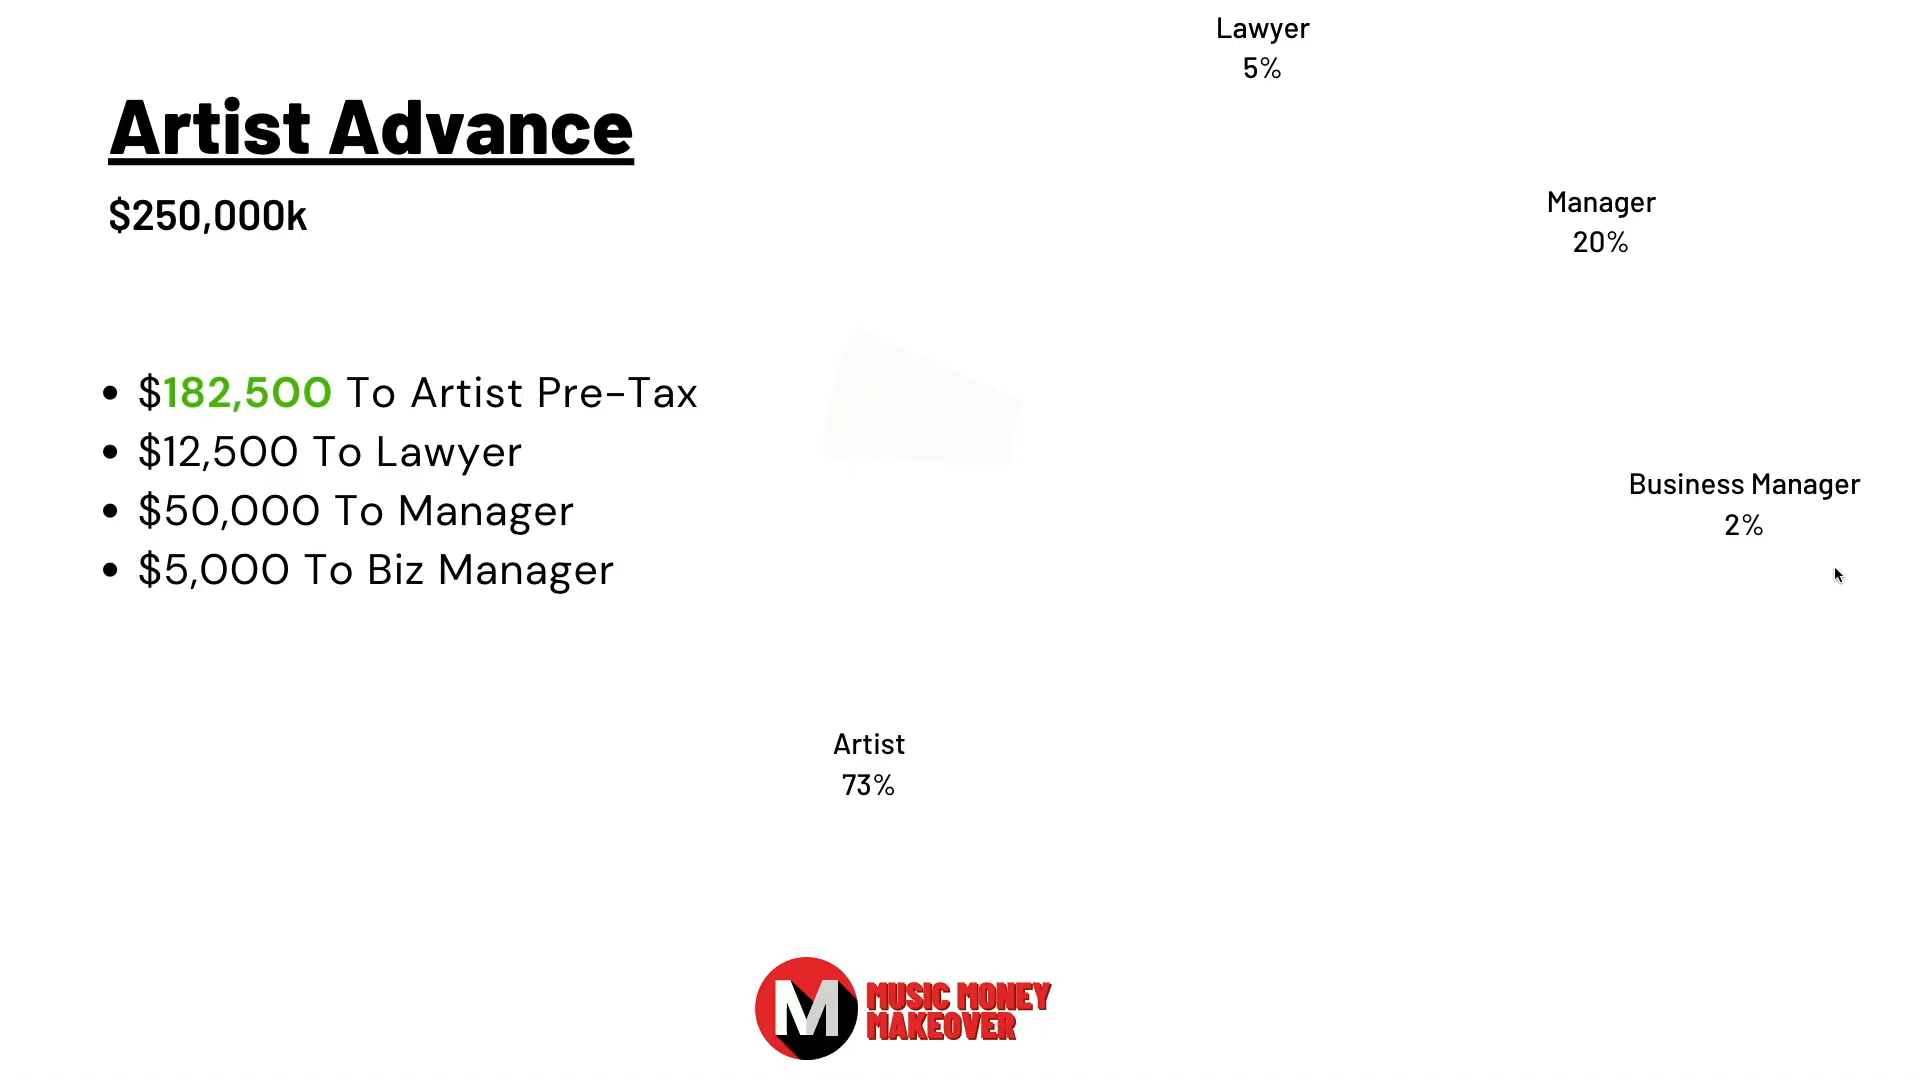 Artist Advance
$250,000k
• $182,500 To Artist Pre-Tax
• $12,500 To Lawyer
• $50,000 To Manager
• $5,000 To Biz Manager
Lawyer
5%
Manager
20%
Business Manager
2%
Artist
73%
M
MUSIC MONEY
MAKEOVER